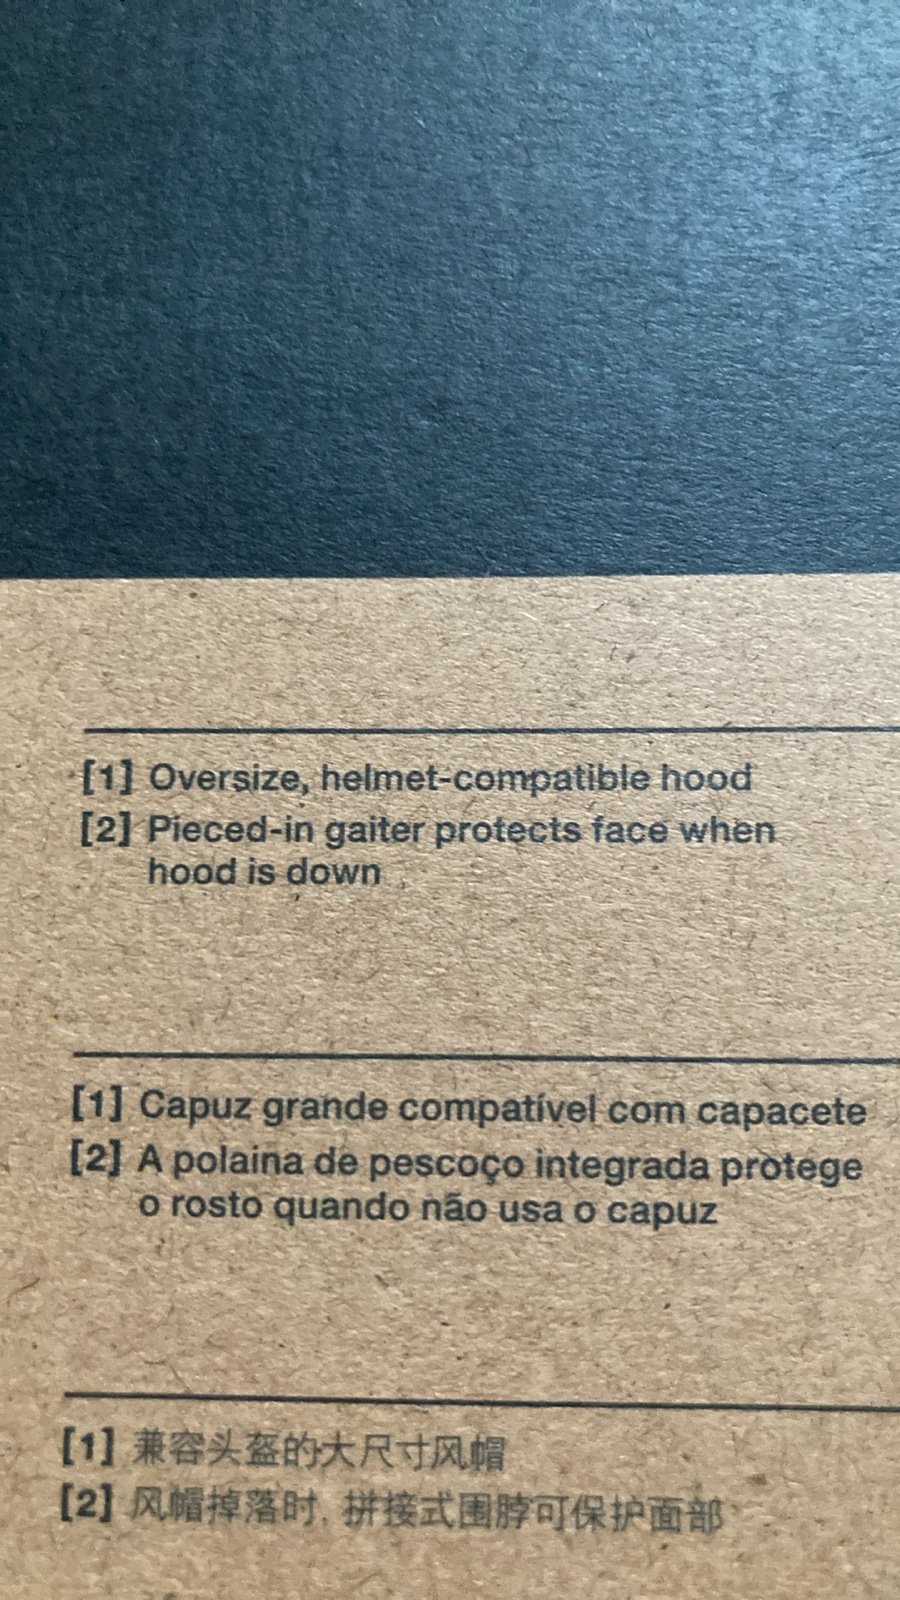 [1] Oversize, helmet-compatible hood
[2] Pieced-in gaiter protects face when
hood is down
[1] Capuz grande compatível com capacete
[2] A polaina de pescoço integrada protege
o rosto quando não usa o capuz
[1] 兼容头盔的大尺寸风帽
[2] 风帽掉落时，拼接式围脖可保护面部